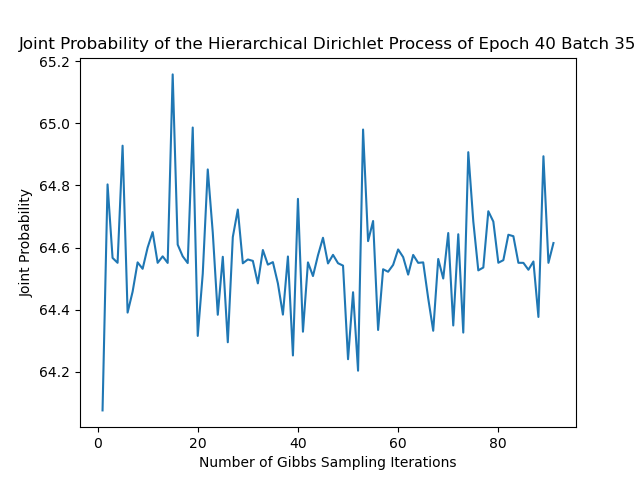 Joint Probability of the Hierarchical Dirichlet Process of Epoch 40 Batch 35
65.2
65.0
64.8
64.6
64.4
64.2
Joint Probability
0 20 40 60 80
Number of Gibbs Sampling Iterations